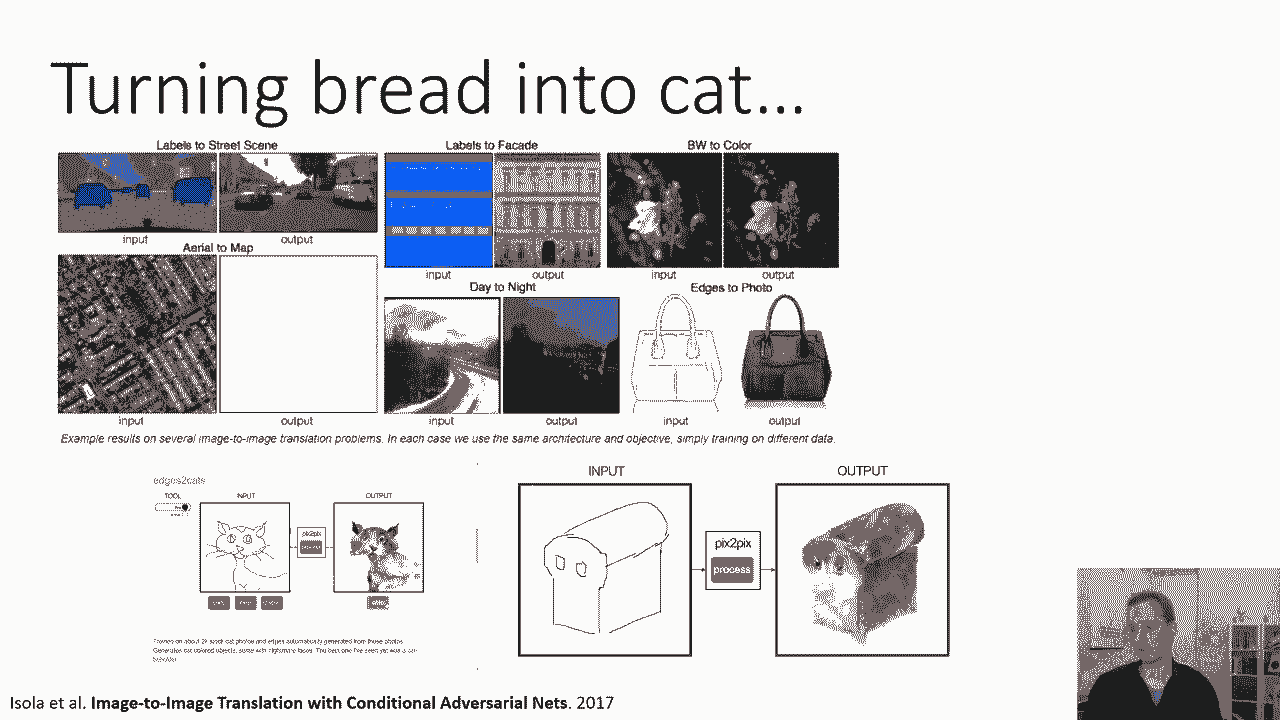 Turning bread into cat...
Labels to Street Scene
Labels to Facade
BW to Color
input
output
Aerial to Map
input
output
input
output
Day to Night
Edges to Photo
input
output
input
output
input
output
Example results on several image-to-image translation problems. In each case we use the same architecture and objective, simply training on different data.
edges2cats
TOOL
INPUT
OUTPUT
pix2pix
INPUT
OUTPUT
pix2pix
process
Isola et al. Image-to-Image Translation with Conditional Adversarial Nets. 2017